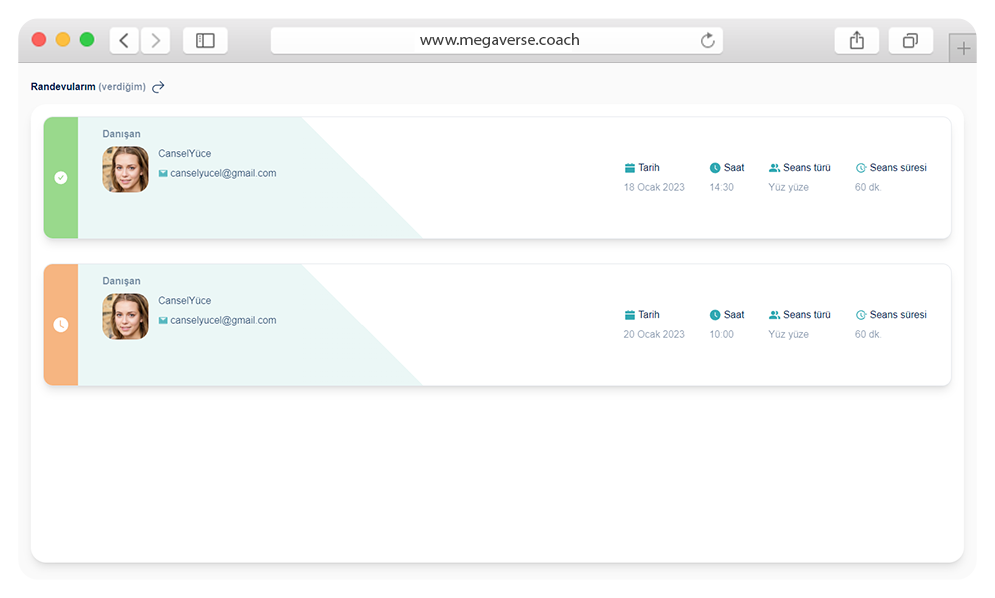 www.megaverse.coach
Randevularım (verdiğim)
Danışan
CanselYüce
canselyucel@gmail.com
Tarih Saat Seans türü Seans süresi
18 Ocak 2023 14:30 Yüz yüze 60 dk.
Danışan
CanselYüce
canselyucel@gmail.com
Tarih Saat Seans türü Seans süresi
20 Ocak 2023 10:00 Yüz yüze 60 dk.